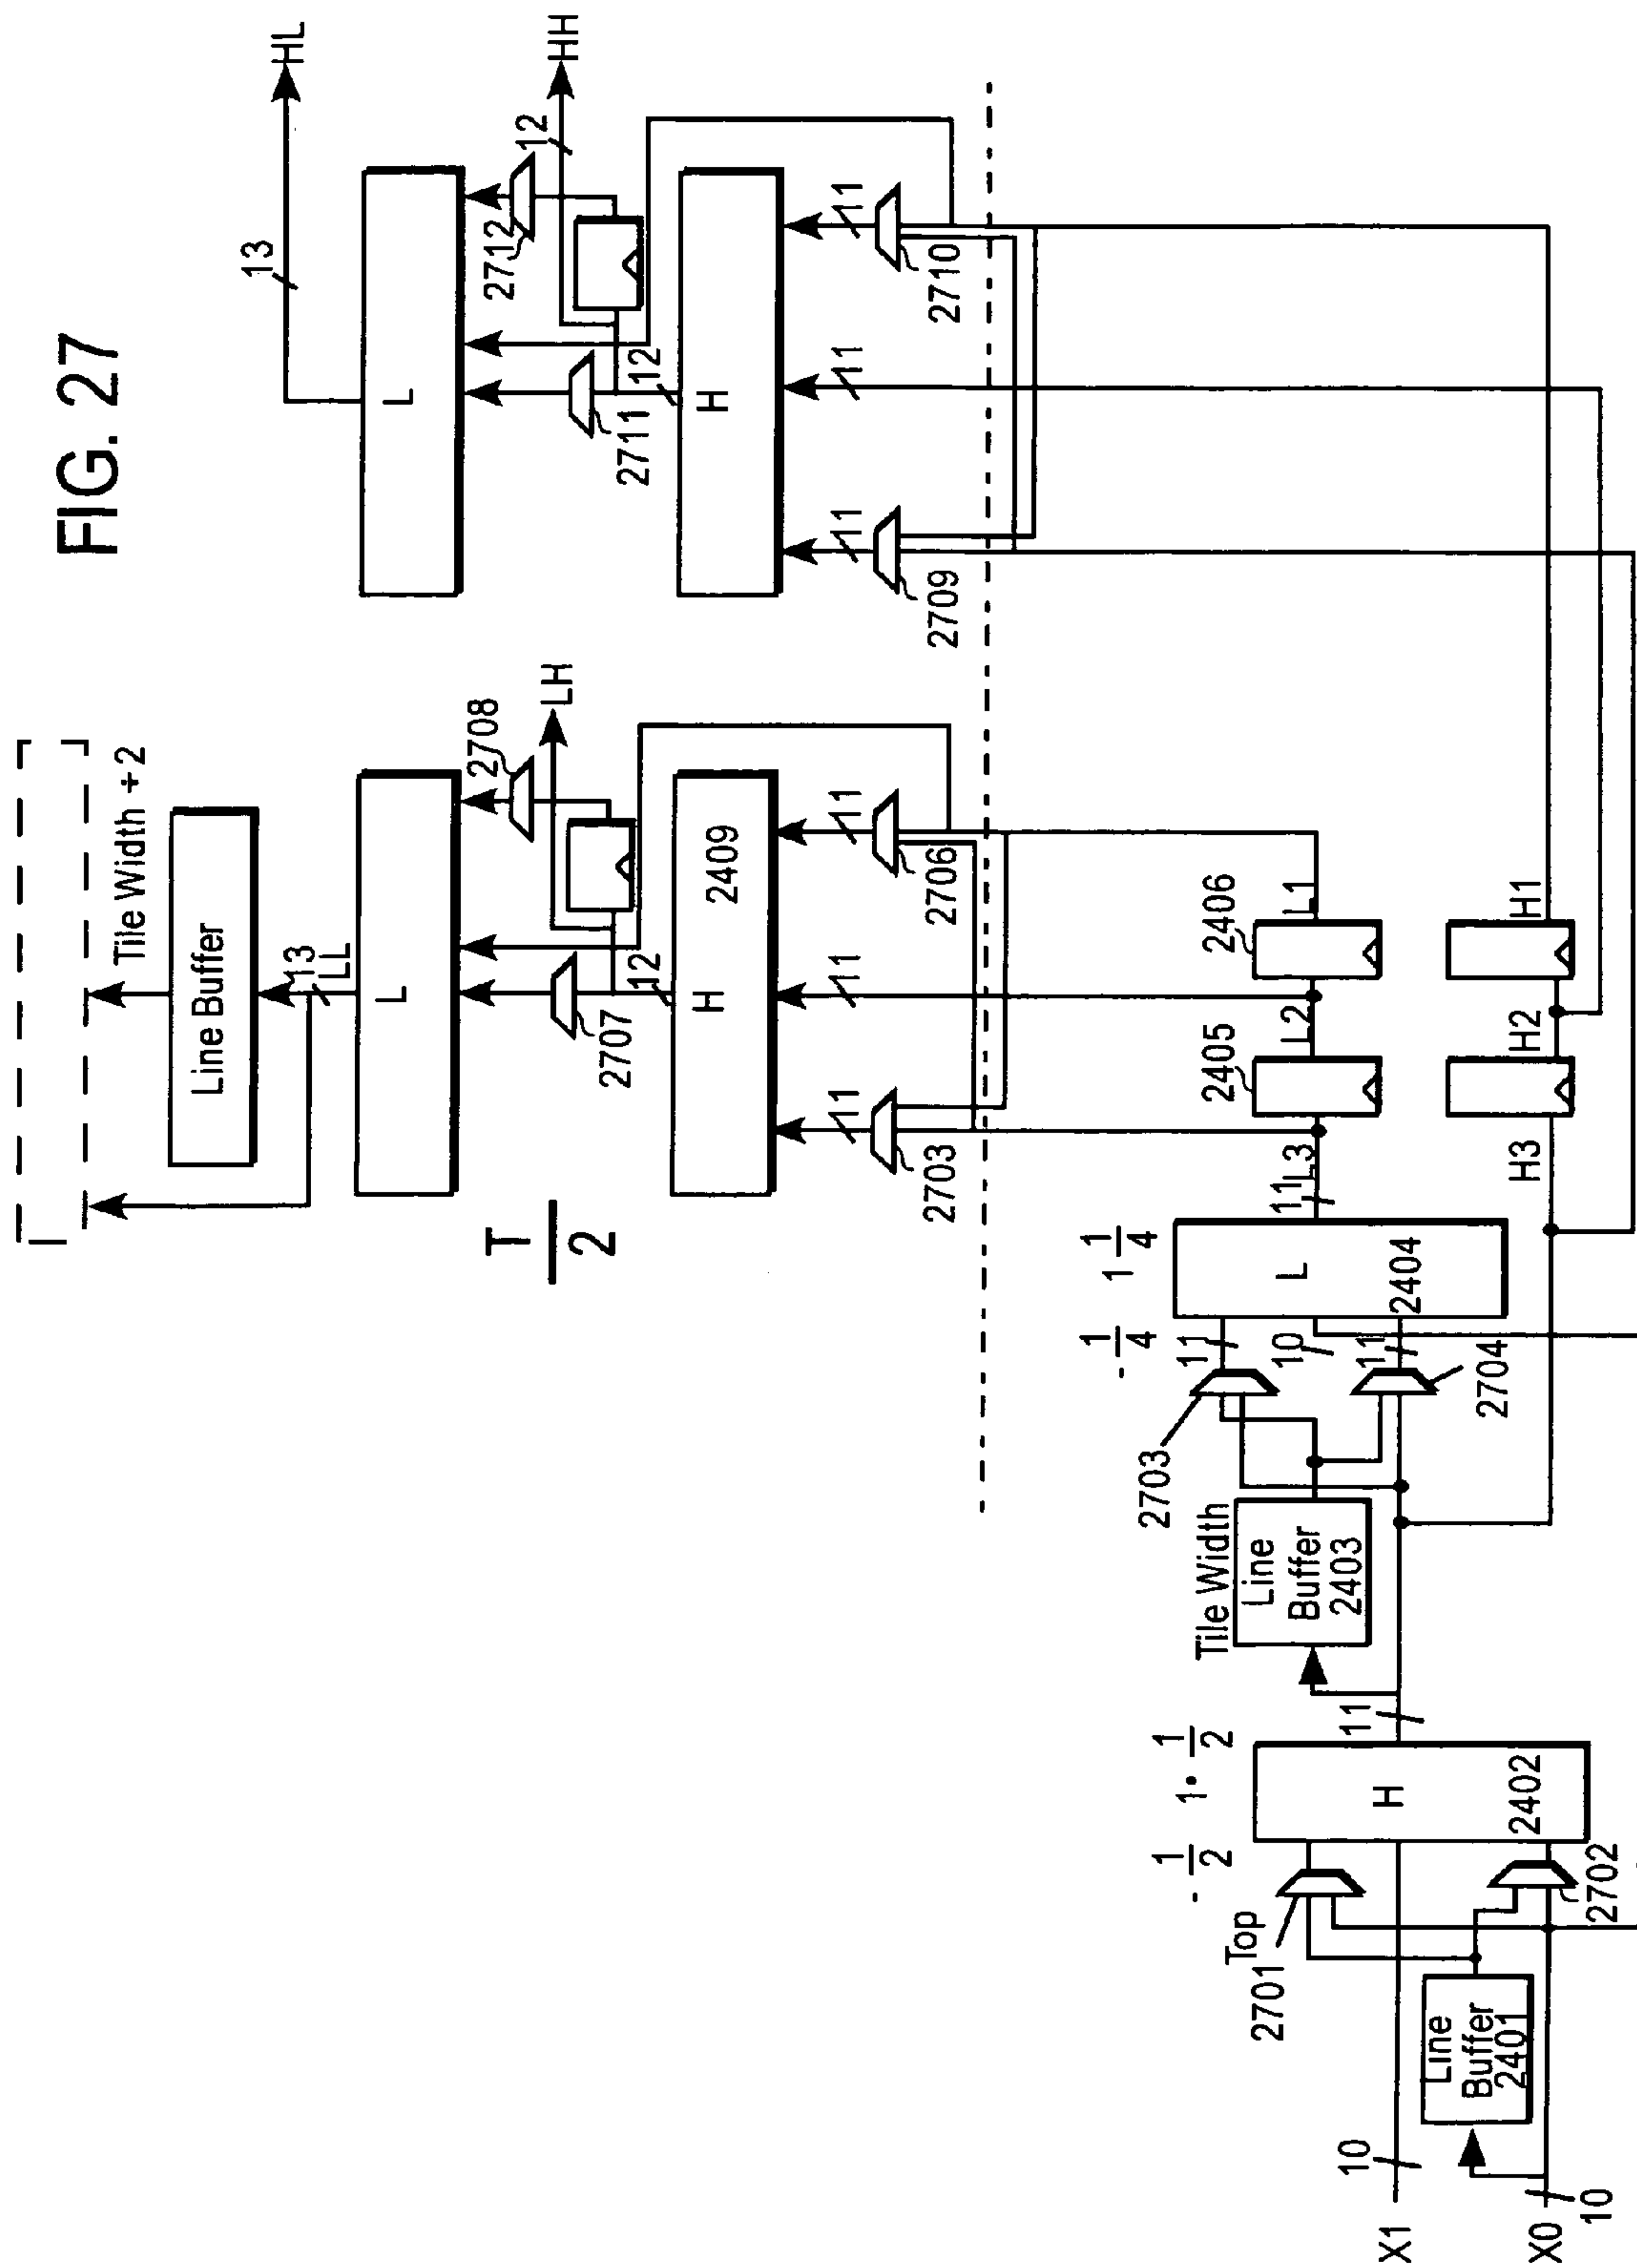 FIG. 27
X1
10
X0
10
Line
Buffer
2401
2701
Top
2702
- 1/2
1 • 1/2
H
2402
11
Tile Width
Line
Buffer
2403
2703
2704
- 1/4
1 1/4
11
10
11
L
2404
11
L3
2405
L2
2406
L1
H3
H2
H1
T/2
2703
11
11
2706
11
H
2409
12
2707
LH
2708
L
13
LL
Line Buffer
Tile Width ÷ 2
2709
11
11
2710
11
H
12
2711
2712
12
HH
L
13
HL